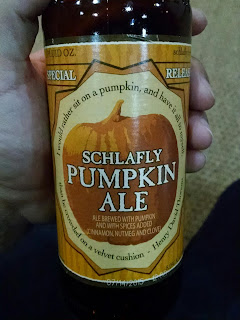 FL. OZ.
SPECIAL
RELEASE
I would rather sit on a pumpkin, and have it all to myself,
SCHLAFLY
PUMPKIN
ALE
ALE BREWED WITH PUMPKIN
AND WITH SPICES ADDED
(CINNAMON, NUTMEG AND CLOVE)
than be crowded on a velvet cushion - Henry David